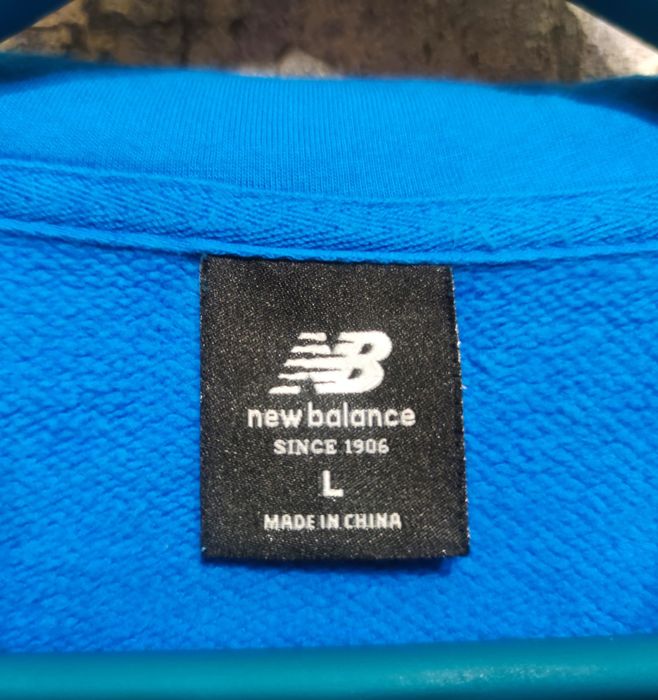 NB
new balance
SINCE 1906
L
MADE IN CHINA